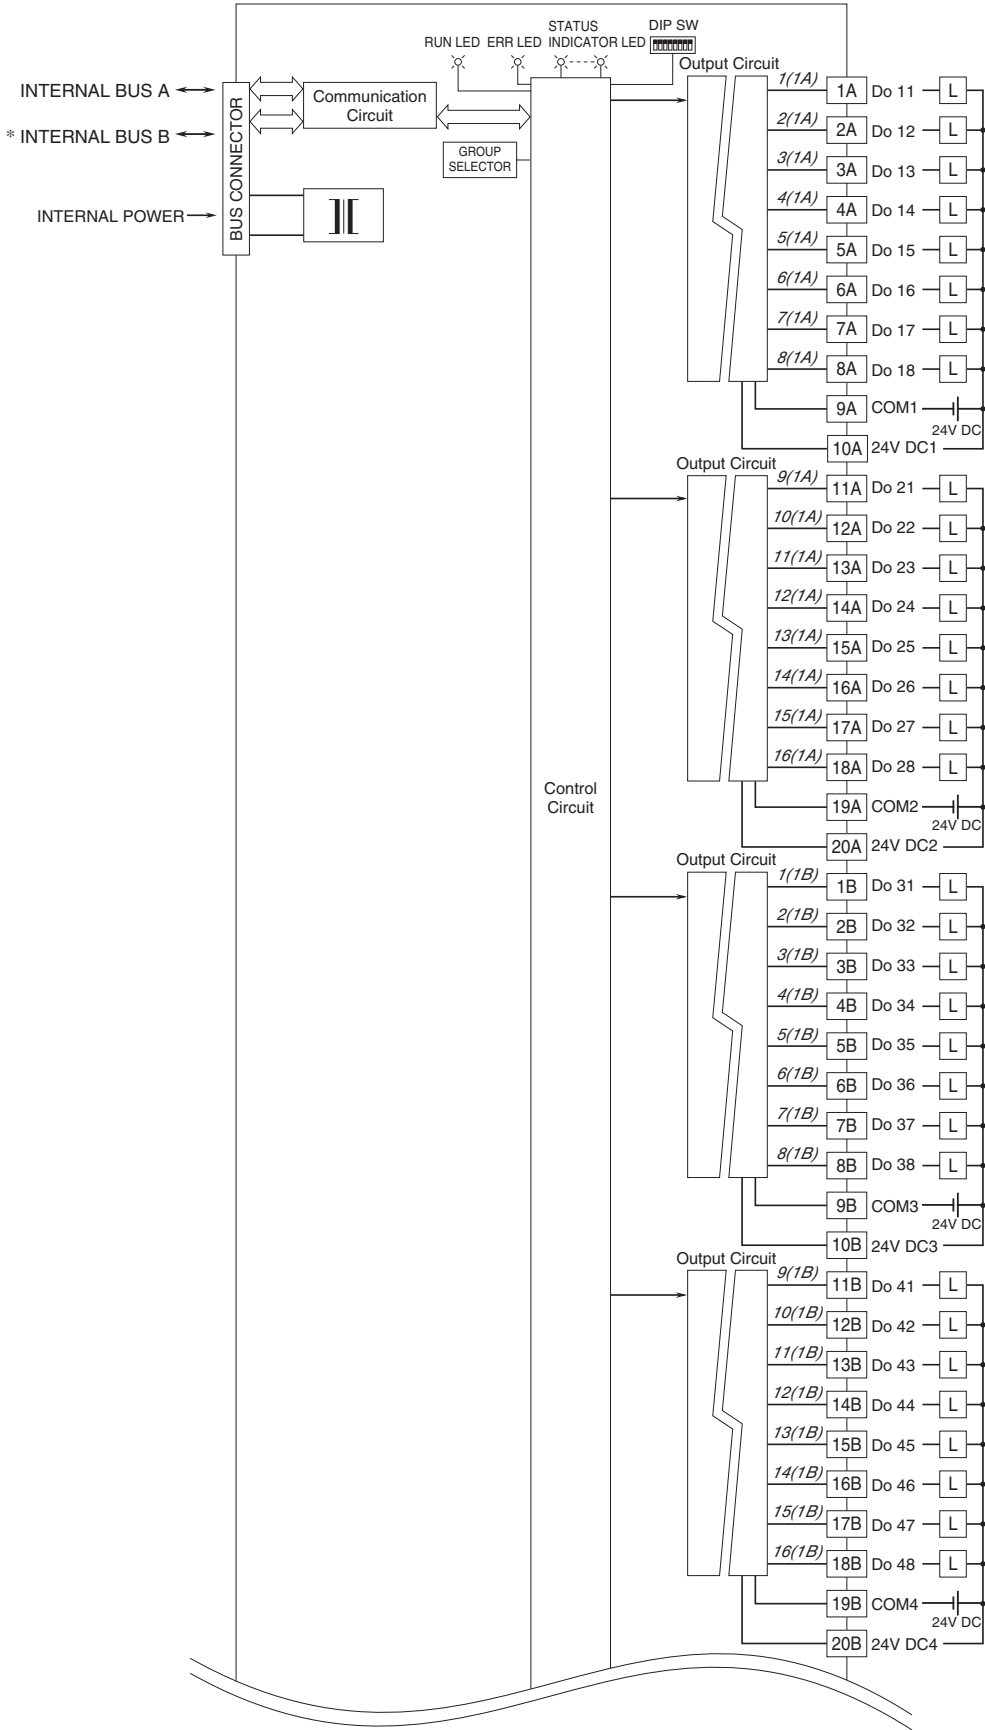 STATUS
DIP SW
RUN LED ERR LED INDICATOR LED
INTERNAL BUS A
* INTERNAL BUS B
INTERNAL POWER
BUS CONNECTOR
Communication
Circuit
GROUP
SELECTOR
Control
Circuit
Output Circuit
1(1A) 1A Do 11 L
2(1A) 2A Do 12 L
3(1A) 3A Do 13 L
4(1A) 4A Do 14 L
5(1A) 5A Do 15 L
6(1A) 6A Do 16 L
7(1A) 7A Do 17 L
8(1A) 8A Do 18 L
9A COM1
24V DC
10A 24V DC1
Output Circuit
9(1A) 11A Do 21 L
10(1A) 12A Do 22 L
11(1A) 13A Do 23 L
12(1A) 14A Do 24 L
13(1A) 15A Do 25 L
14(1A) 16A Do 26 L
15(1A) 17A Do 27 L
16(1A) 18A Do 28 L
19A COM2
24V DC
20A 24V DC2
Output Circuit
1(1B) 1B Do 31 L
2(1B) 2B Do 32 L
3(1B) 3B Do 33 L
4(1B) 4B Do 34 L
5(1B) 5B Do 35 L
6(1B) 6B Do 36 L
7(1B) 7B Do 37 L
8(1B) 8B Do 38 L
9B COM3
24V DC
10B 24V DC3
Output Circuit
9(1B) 11B Do 41 L
10(1B) 12B Do 42 L
11(1B) 13B Do 43 L
12(1B) 14B Do 44 L
13(1B) 15B Do 45 L
14(1B) 16B Do 46 L
15(1B) 17B Do 47 L
16(1B) 18B Do 48 L
19B COM4
24V DC
20B 24V DC4